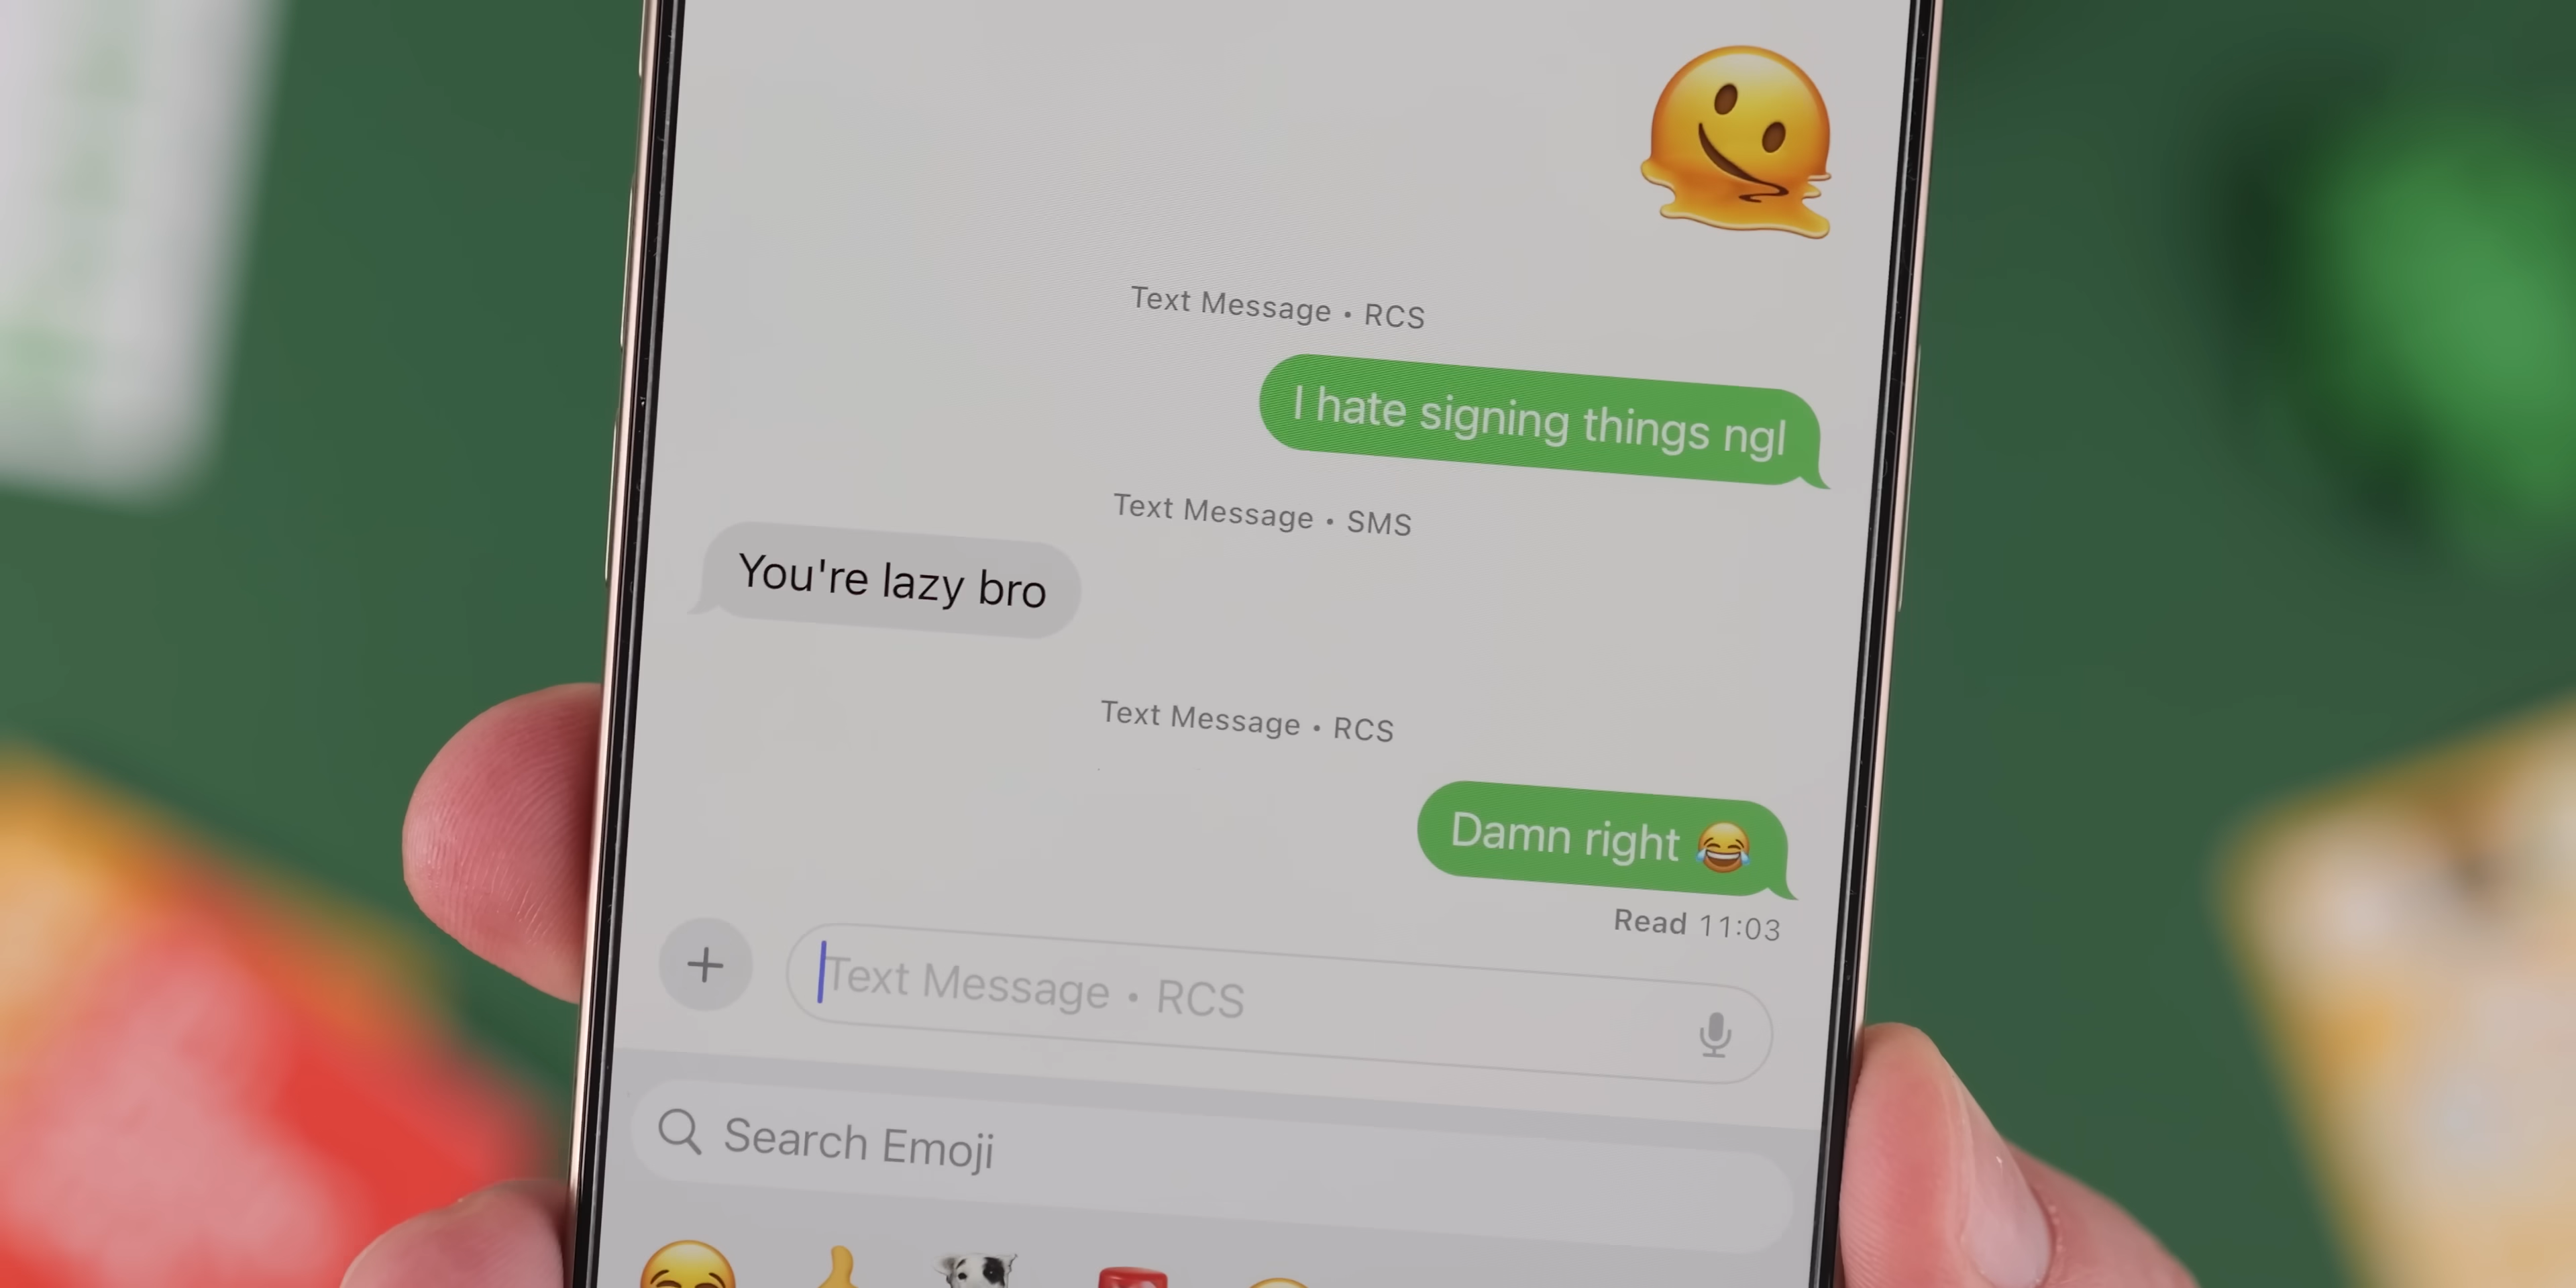 Text Message • RCS
I hate signing things ngl
Text Message • SMS
You're lazy bro
Text Message • RCS
Damn right 😂
Read 11:03
Text Message • RCS
Search Emoji